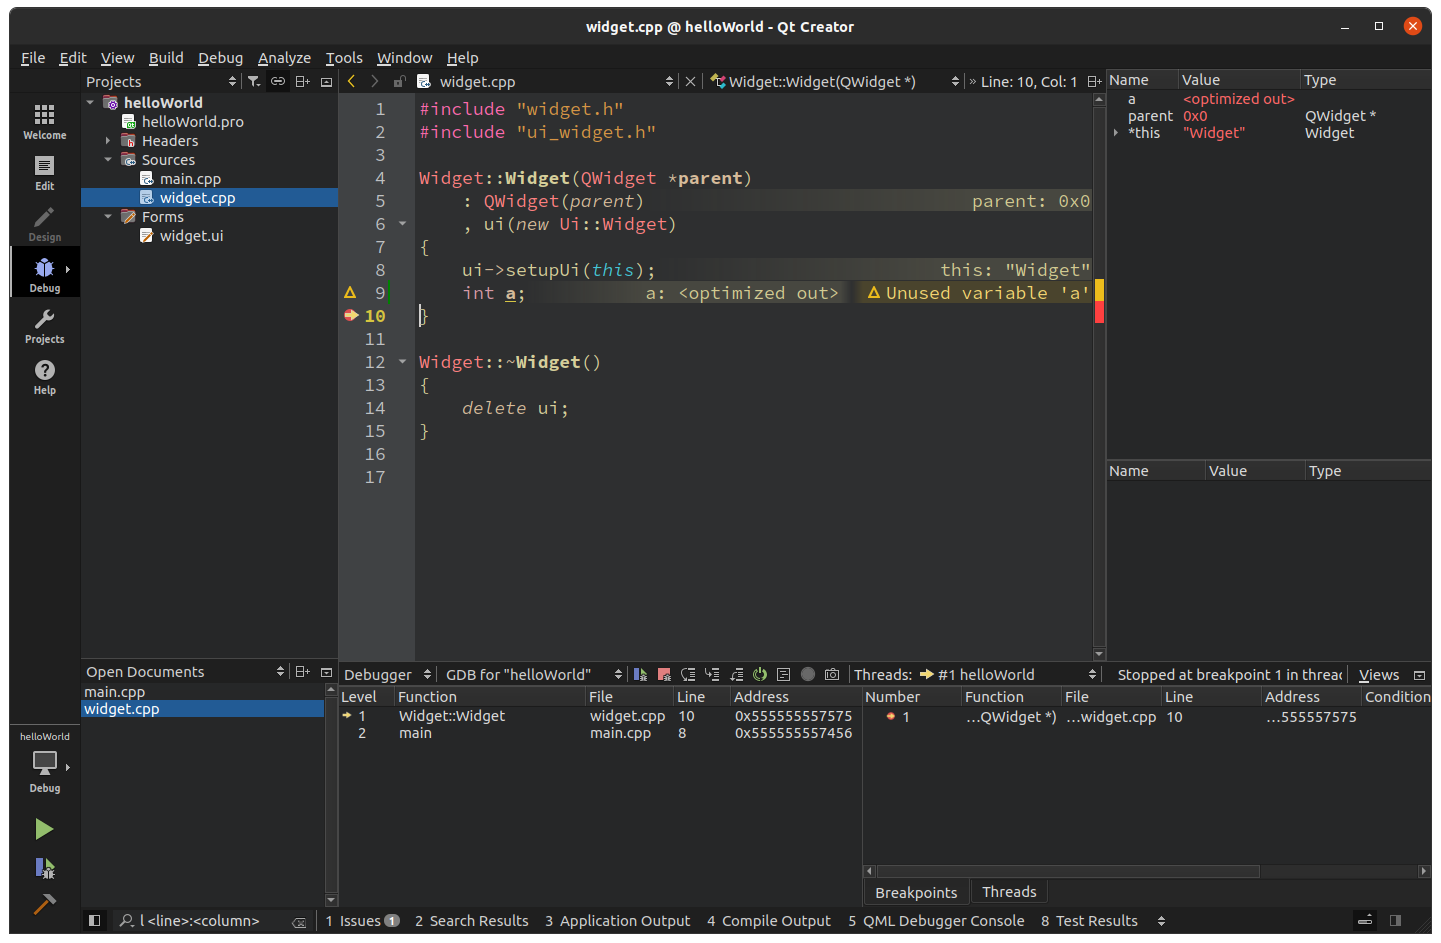 widget.cpp @ helloWorld - Qt Creator
File Edit View Build Debug Analyze Tools Window Help
Projects
widget.cpp
Widget::Widget(QWidget *)
» Line: 10, Col: 1
Welcome
Edit
Design
Debug
Projects
Help
helloWorld
helloWorld.pro
Headers
Sources
main.cpp
widget.cpp
Forms
widget.ui
1 #include "widget.h"
2 #include "ui_widget.h"
3
4 Widget::Widget(QWidget *parent)
5 : QWidget(parent) parent: 0x0
6 , ui(new Ui::Widget)
7 {
8 ui->setupUi(this); this: "Widget"
9 int a; a: <optimized out> Unused variable 'a'
10 }
11
12 Widget::~Widget()
13 {
14 delete ui;
15 }
16
17
Name Value Type
a <optimized out>
parent 0x0 QWidget *
*this "Widget" Widget
Name Value Type
Open Documents
main.cpp
widget.cpp
Debugger GDB for "helloWorld" Threads: #1 helloWorld Stopped at breakpoint 1 in threa Views
Level Function File Line Address
1 Widget::Widget widget.cpp 10 0x555555557575
2 main main.cpp 8 0x555555557456
Number Function File Line Address Condition
1 ...QWidget *) ...widget.cpp 10 ...555557575
Breakpoints Threads
helloWorld
Debug
l <line>:<column>
1 Issues 1 2 Search Results 3 Application Output 4 Compile Output 5 QML Debugger Console 8 Test Results